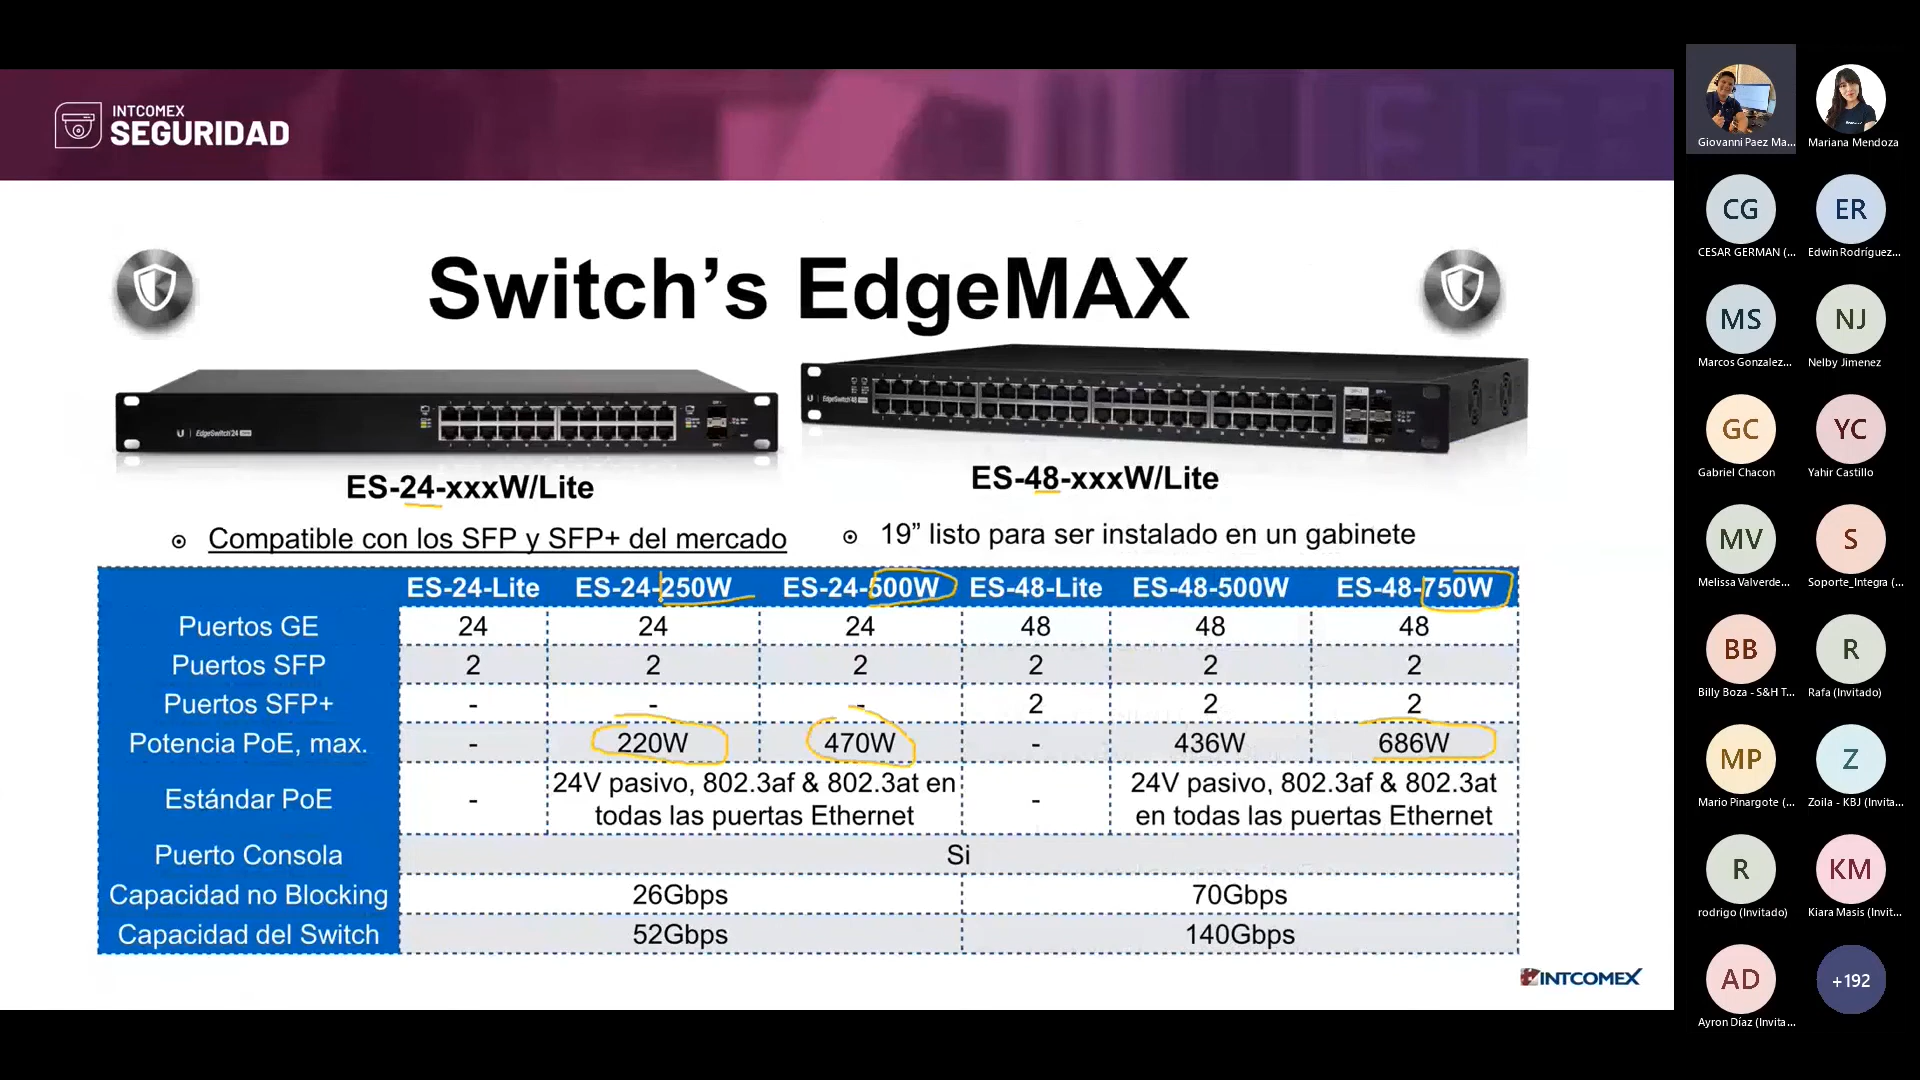 INTCOMEX
SEGURIDAD
Switch’s EdgeMAX
EdgeSwitch 24
EdgeSwitch 48
ES-24-xxxW/Lite
ES-48-xxxW/Lite
Compatible con los SFP y SFP+ del mercado
19” listo para ser instalado en un gabinete
ES-24-Lite ES-24-250W ES-24-500W ES-48-Lite ES-48-500W ES-48-750W
Puertos GE 24 24 24 48 48 48
Puertos SFP 2 2 2 2 2 2
Puertos SFP+ - - - 2 2 2
Potencia PoE, max. - 220W 470W - 436W 686W
Estándar PoE - 24V pasivo, 802.3af & 802.3at en - 24V pasivo, 802.3af & 802.3at
todas las puertas Ethernet en todas las puertas Ethernet
Puerto Consola Si
Capacidad no Blocking 26Gbps 70Gbps
Capacidad del Switch 52Gbps 140Gbps
INTCOMEX
Giovanni Paez Ma... Mariana Mendoza
CG ER
CESAR GERMAN (... Edwin Rodríguez...
MS NJ
Marcos Gonzalez... Nelby Jimenez
GC YC
Gabriel Chacon Yahir Castillo
MV S
Melissa Valverde... Soporte_Integra (...
BB R
Billy Boza - S&H T... Rafa (Invitado)
MP Z
Mario Pinargote (... Zoila - KBJ (Invita...
R KM
rodrigo (Invitado) Kiara Masis (Invit...
AD +192
Ayron Díaz (Invita...